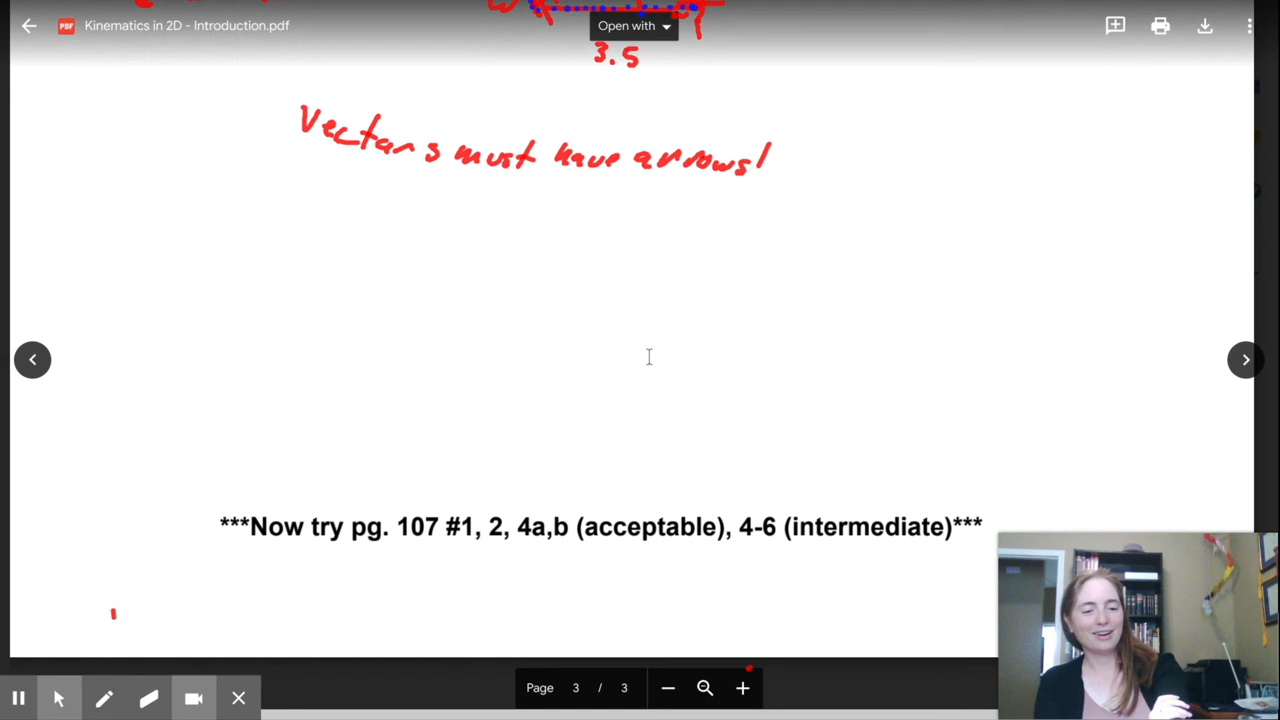 Kinematics in 2D - Introduction.pdf
Open with
3.5
Vectors must have arrows!
***Now try pg. 107 #1, 2, 4a,b (acceptable), 4-6 (intermediate)***
Page 3 / 3